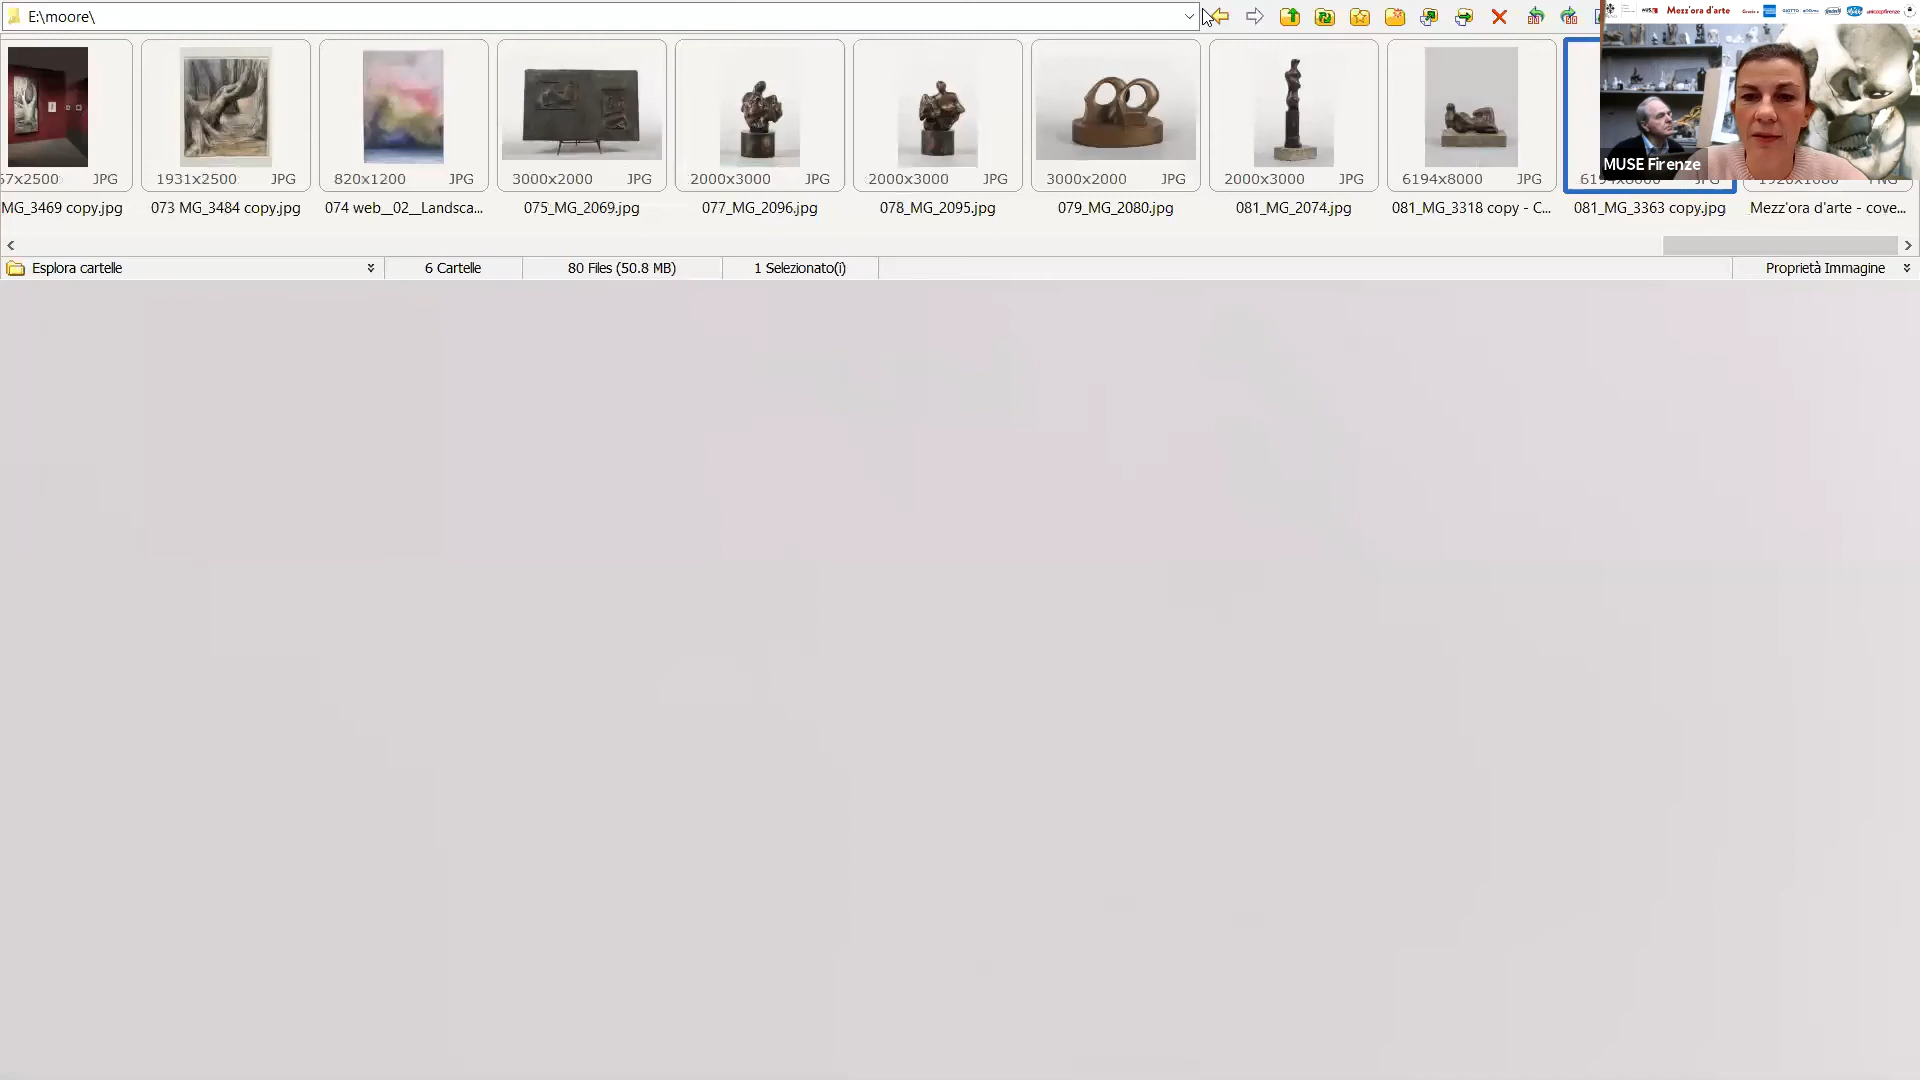 E:\moore\
Mezz'ora d'arte
MUSE Firenze
JPG
1931x2500 JPG
820x1200 JPG
3000x2000 JPG
2000x3000 JPG
2000x3000 JPG
3000x2000 JPG
2000x3000 JPG
6194x8000 JPG
MG_3469 copy.jpg
073 MG_3484 copy.jpg
074 web__02__Landsca...
075_MG_2069.jpg
077_MG_2096.jpg
078_MG_2095.jpg
079_MG_2080.jpg
081_MG_2074.jpg
081_MG_3318 copy - C...
081_MG_3363 copy.jpg
Mezz'ora d'arte - cove...
Esplora cartelle
6 Cartelle
80 Files (50.8 MB)
1 Selezionato(i)
Proprietà Immagine